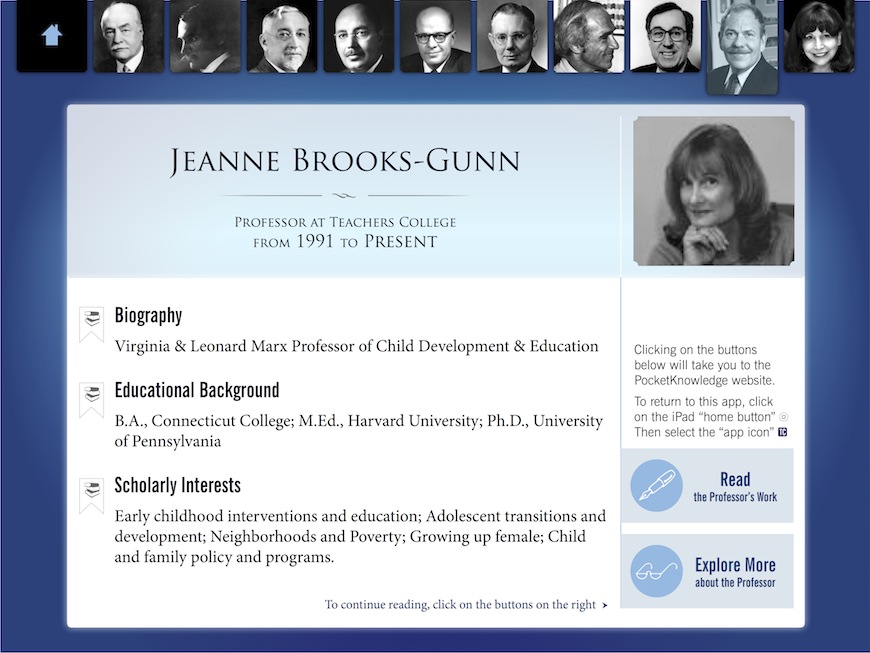 Jeanne Brooks-Gunn
Professor at Teachers College
from 1991 to Present
Biography
Virginia & Leonard Marx Professor of Child Development & Education
Educational Background
B.A., Connecticut College; M.Ed., Harvard University; Ph.D., University
of Pennsylvania
Scholarly Interests
Early childhood interventions and education; Adolescent transitions and
development; Neighborhoods and Poverty; Growing up female; Child
and family policy and programs.
To continue reading, click on the buttons on the right
Clicking on the buttons
below will take you to the
PocketKnowledge website.
To return to this app, click
on the iPad “home button”
Then select the “app icon” TC
Read
the Professor's Work
Explore More
about the Professor